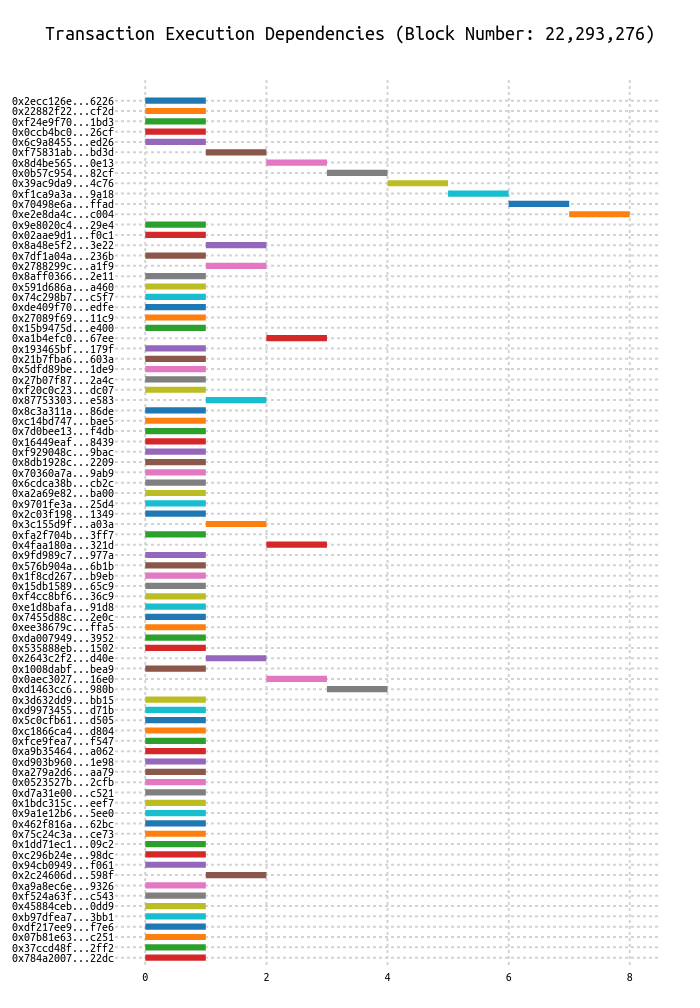 Transaction Execution Dependencies (Block Number: 22,293,276)
0x2ecc126e...6226
0x22882f22...cf2d
0xf24e9f70...1bd3
0x0ccb4bc0...26cf
0x6c9a8455...ed26
0xf75831ab...bd3d
0x8d4be565...0e13
0x0b57c954...82cf
0x39ac9da9...4c76
0xf1ca9a3a...9a18
0x70498e6a...ffad
0xe2e8da4c...c004
0x9e8020c4...29e4
0x02aae9d1...f0c1
0x8a48e5f2...3e22
0x7df1a04a...236b
0x2788299c...a1f9
0x8aff0366...2e11
0x591d686a...a460
0x74c298b7...c5f7
0xde409f70...edfe
0x27089f69...11c9
0x15b9475d...e400
0xa1b4efc0...67ee
0x193465bf...179f
0x21b7fba6...603a
0x5dfd89be...1de9
0x27b07f87...2a4c
0xf20c0c23...dc07
0x87753303...e583
0x8c3a311a...86de
0xc14bd747...bae5
0x7d0bee13...f4db
0x16449eaf...8439
0xf929048c...9bac
0x8db1928c...2209
0x70360a7a...9ab9
0x6cdca38b...cb2c
0xa2a69e82...ba00
0x9701fe3a...25d4
0x2c03f198...1349
0x3c155d9f...a03a
0xfa2f704b...3ff7
0x4faa180a...321d
0x9fd989c7...977a
0x576b904a...6b1b
0x1f8cd267...b9eb
0x15db1589...65c9
0xf4cc8bf6...36c9
0xe1d8bafa...91d8
0x7455d88c...2e0c
0xee38679c...ffa5
0xda007949...3952
0x535888eb...1502
0x2643c2f2...d40e
0x1008dabf...bea9
0x0aec3027...16e0
0xd1463cc6...980b
0x3d632dd9...bb15
0xd9973455...d71b
0x5c0cfb61...d505
0xc1866ca4...d804
0xfce9fea7...f547
0xa9b35464...a062
0xd903b960...1e98
0xa279a2d6...aa79
0x0523527b...2cfb
0xd7a31e00...c521
0x1bdc315c...eef7
0x9a1e12b6...5ee0
0x462f816a...62bc
0x75c24c3a...ce73
0x1dd71ec1...09c2
0xc296b24e...98dc
0x94cb0949...f061
0x2c24606d...598f
0xa9a8ec6e...9326
0xf524a63f...c543
0x45884ceb...0dd9
0xb97dfea7...3bb1
0xdf217ee9...f7e6
0x07b81e63...c251
0x37ccd48f...2ff2
0x784a2007...22dc
0 2 4 6 8